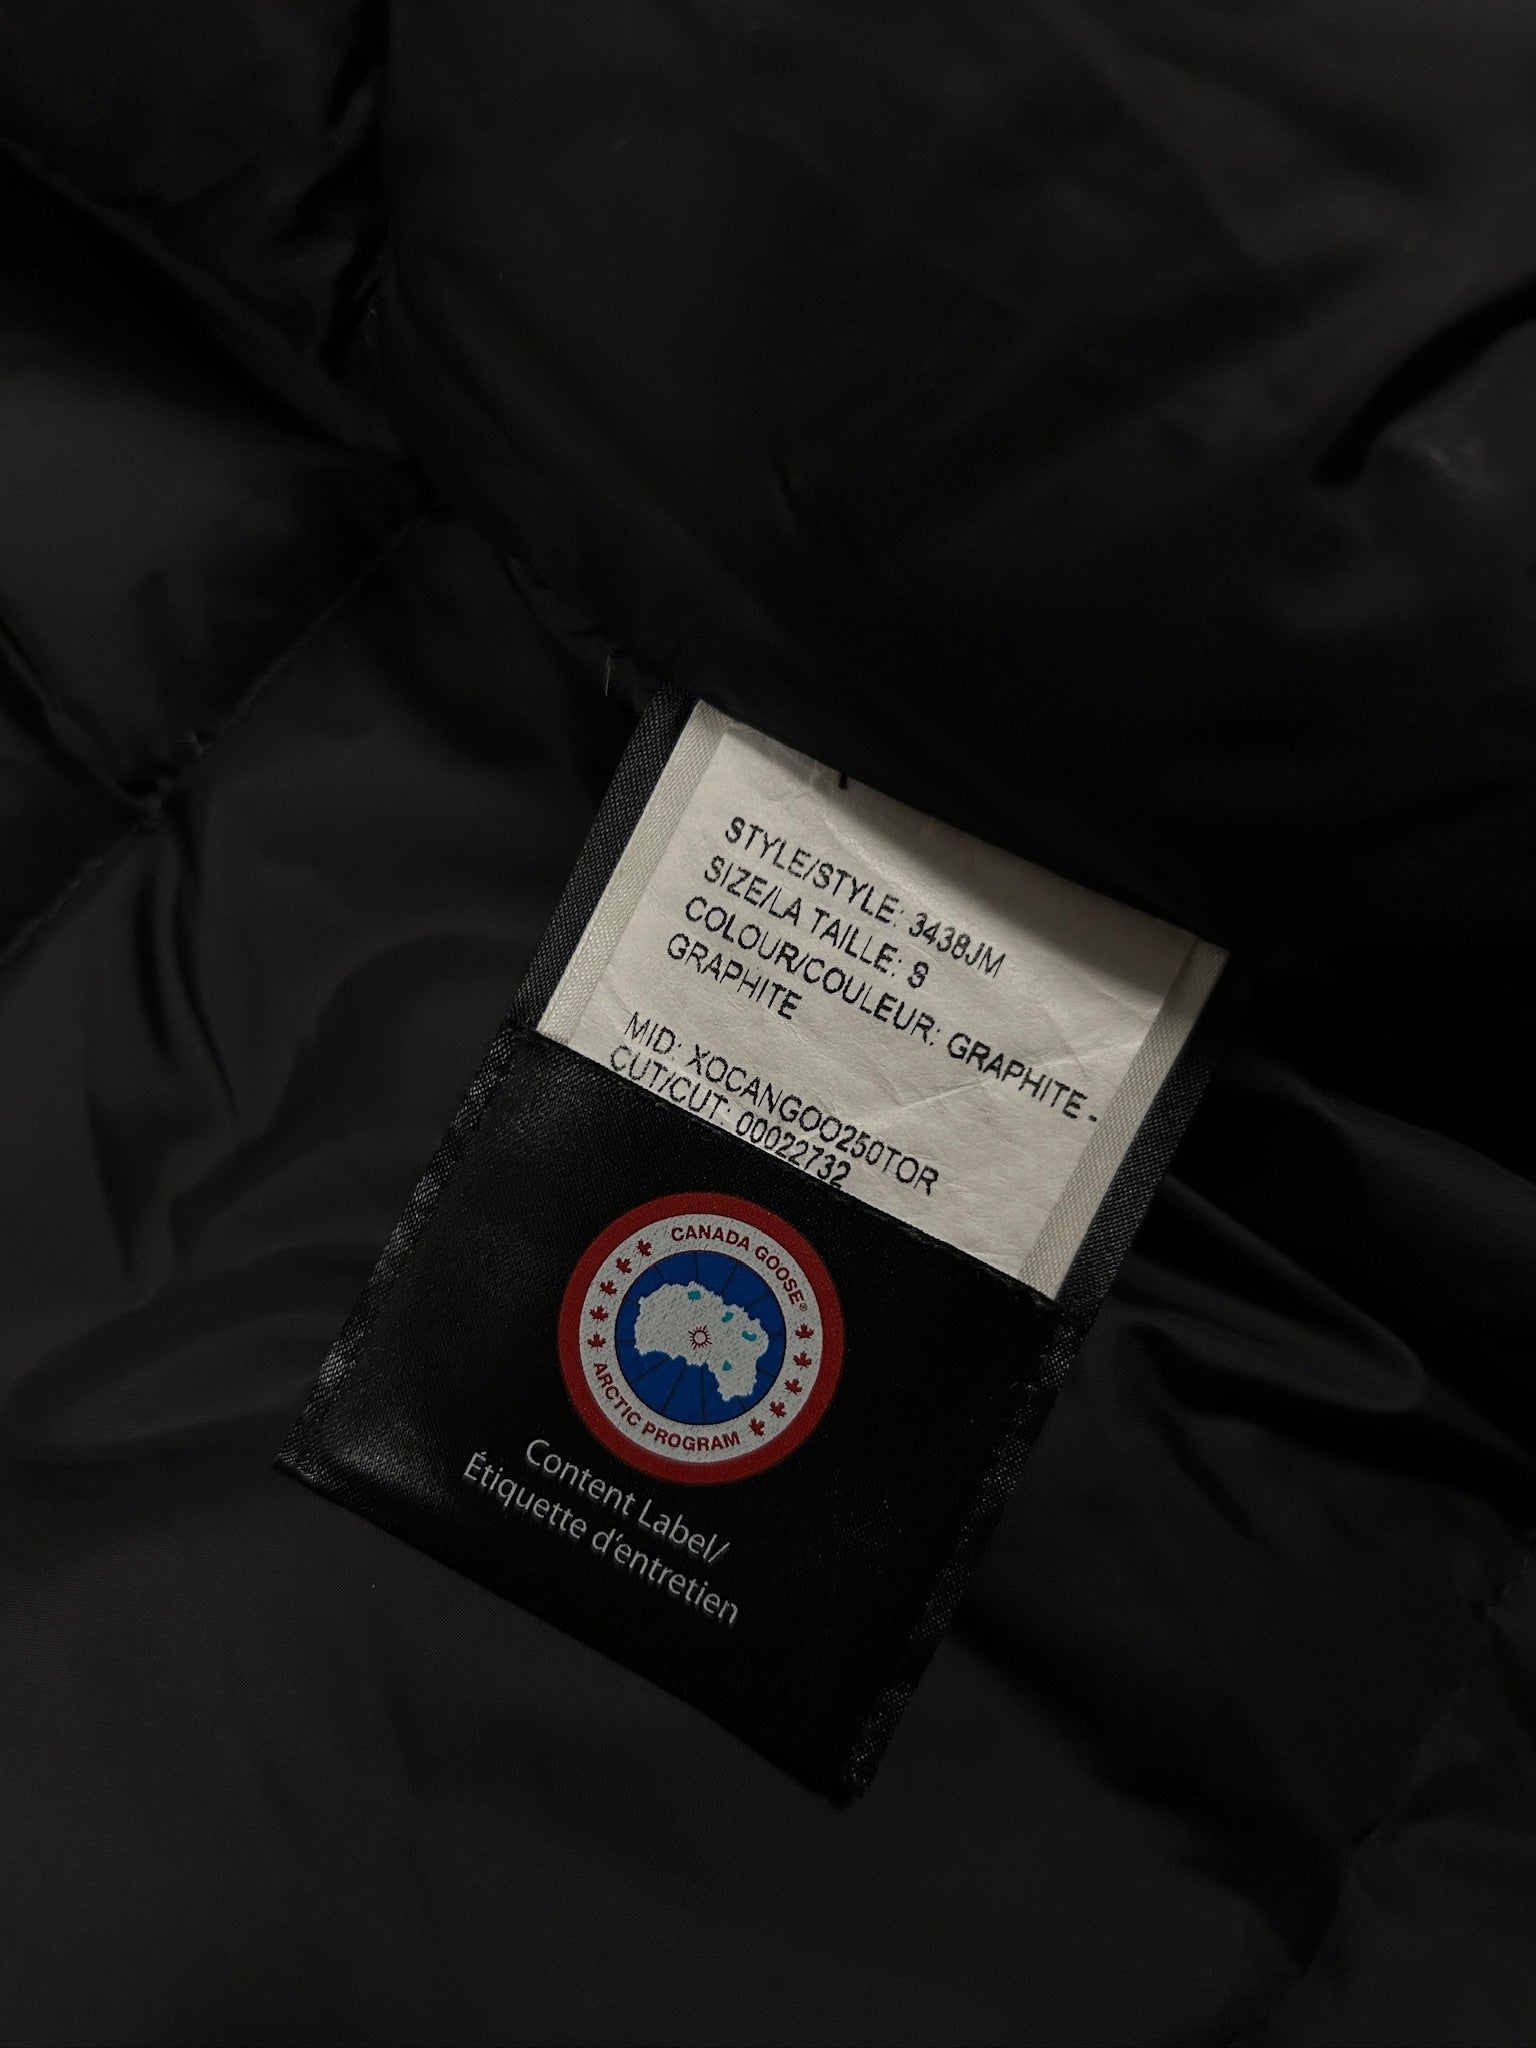 STYLE/STYLE: 3438JM
SIZE/LA TAILLE: S
COLOUR/COULEUR: GRAPHITE -
GRAPHITE
MID: XOCANGOO250TOR
CUT/CUT: 00022732
CANADA GOOSE®
ARCTIC PROGRAM
Content Label/
Étiquette d'entretien